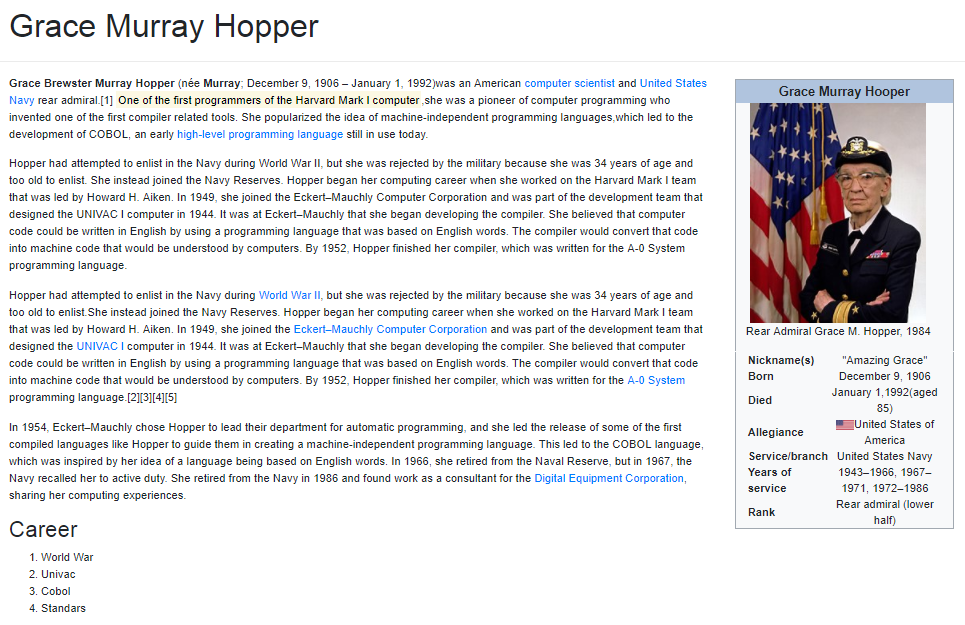 Grace Murray Hopper
Grace Brewster Murray Hopper (née Murray; December 9, 1906 – January 1, 1992)was an American computer scientist and United States
Navy rear admiral.[1] One of the first programmers of the Harvard Mark I computer ,she was a pioneer of computer programming who
invented one of the first compiler related tools. She popularized the idea of machine-independent programming languages,which led to the
development of COBOL, an early high-level programming language still in use today.
Hopper had attempted to enlist in the Navy during World War II, but she was rejected by the military because she was 34 years of age and
too old to enlist. She instead joined the Navy Reserves. Hopper began her computing career when she worked on the Harvard Mark I team
that was led by Howard H. Aiken. In 1949, she joined the Eckert–Mauchly Computer Corporation and was part of the development team that
designed the UNIVAC I computer in 1944. It was at Eckert–Mauchly that she began developing the compiler. She believed that computer
code could be written in English by using a programming language that was based on English words. The compiler would convert that code
into machine code that would be understood by computers. By 1952, Hopper finished her compiler, which was written for the A-0 System
programming language.
Hopper had attempted to enlist in the Navy during World War II, but she was rejected by the military because she was 34 years of age and
too old to enlist.She instead joined the Navy Reserves. Hopper began her computing career when she worked on the Harvard Mark I team
that was led by Howard H. Aiken. In 1949, she joined the Eckert–Mauchly Computer Corporation and was part of the development team that
designed the UNIVAC I computer in 1944. It was at Eckert–Mauchly that she began developing the compiler. She believed that computer
code could be written in English by using a programming language that was based on English words. The compiler would convert that code
into machine code that would be understood by computers. By 1952, Hopper finished her compiler, which was written for the A-0 System
programming language.[2][3][4][5]
In 1954, Eckert–Mauchly chose Hopper to lead their department for automatic programming, and she led the release of some of the first
compiled languages like Hopper to guide them in creating a machine-independent programming language. This led to the COBOL language,
which was inspired by her idea of a language being based on English words. In 1966, she retired from the Naval Reserve, but in 1967, the
Navy recalled her to active duty. She retired from the Navy in 1986 and found work as a consultant for the Digital Equipment Corporation,
sharing her computing experiences.
Career
1. World War
2. Univac
3. Cobol
4. Standars
Grace Murray Hooper
Rear Admiral Grace M. Hopper, 1984
Nickname(s) "Amazing Grace"
Born December 9, 1906
Died January 1,1992(aged
85)
Allegiance United States of
America
Service/branch United States Navy
Years of 1943–1966, 1967–
service 1971, 1972–1986
Rank Rear admiral (lower
half)